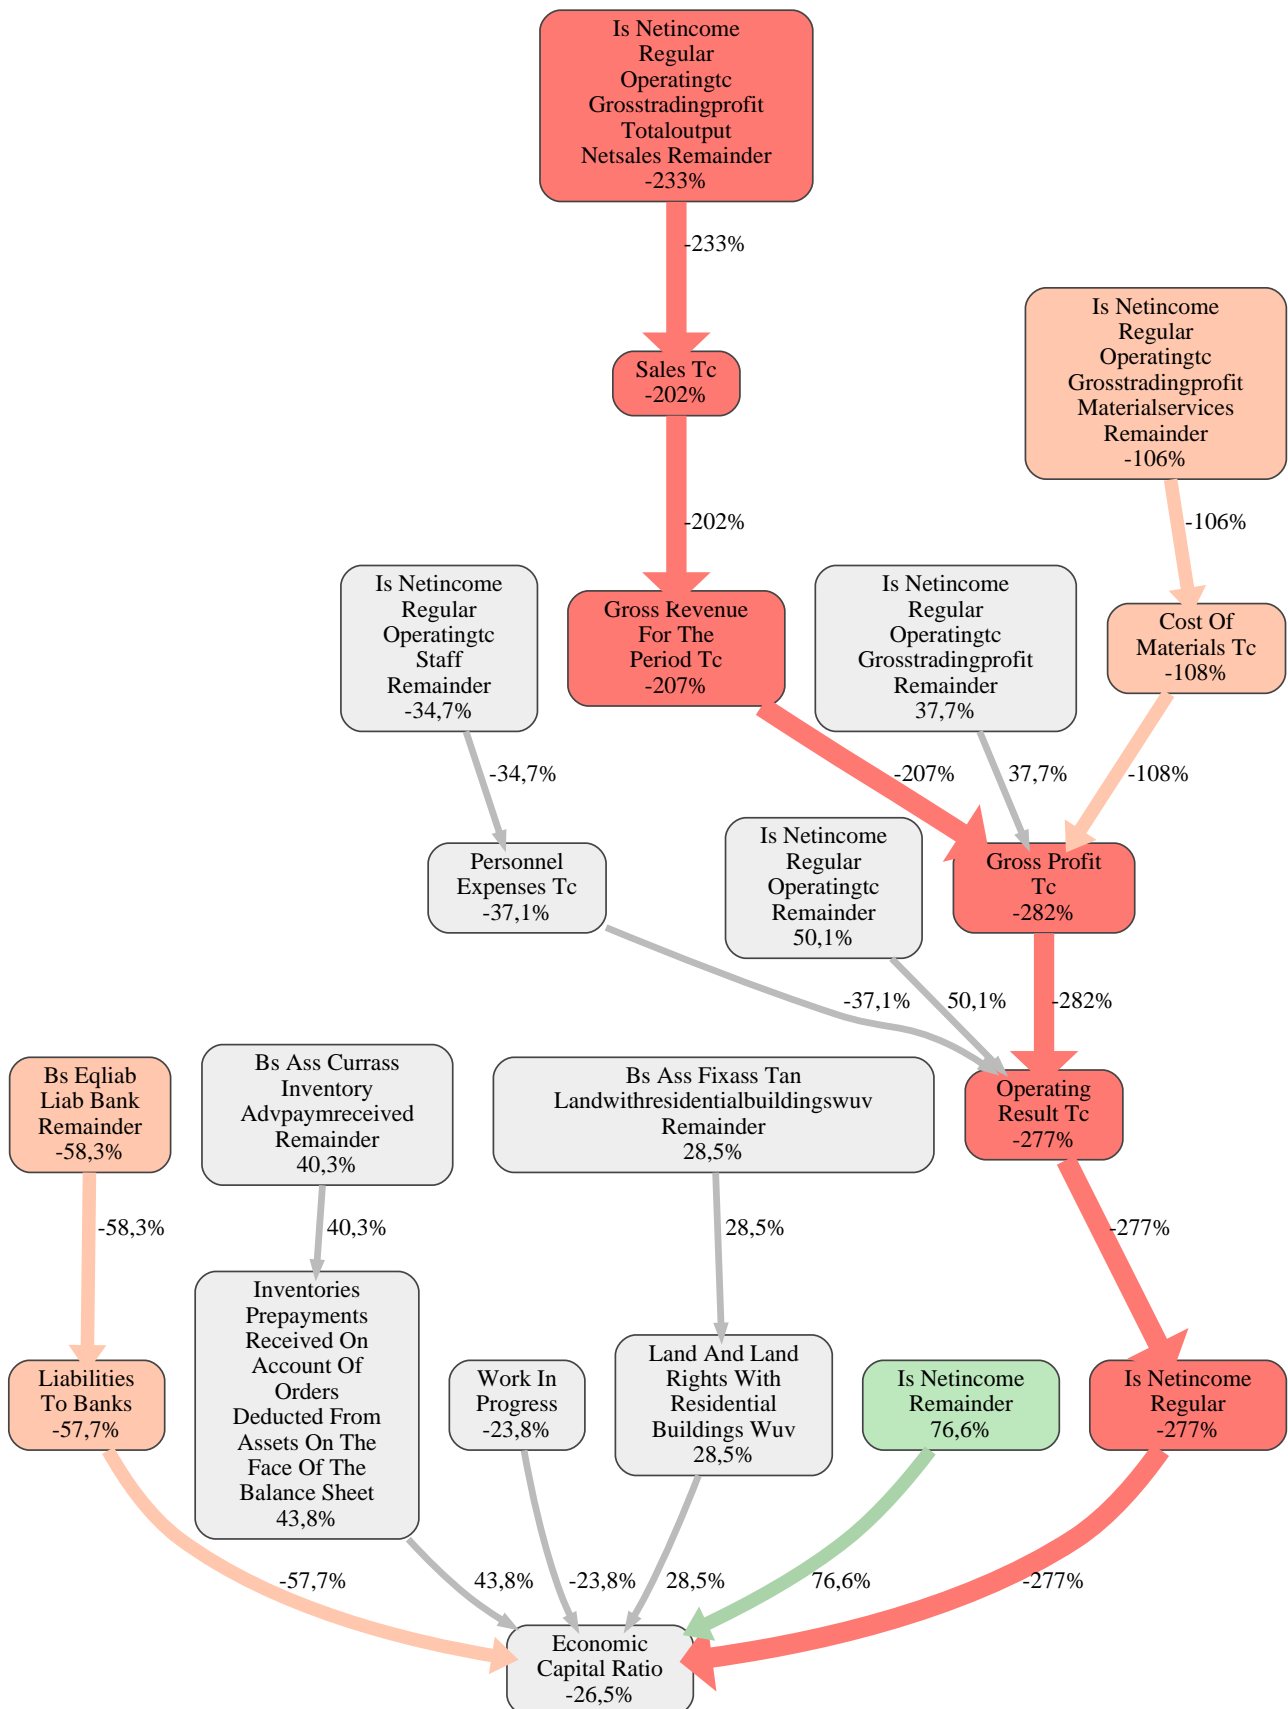 Is Netincome
Regular
Operatingtc
Grosstradingprofit
Totaloutput
Netsales Remainder
-233%
-233%
Is Netincome
Regular
Operatingtc
Grosstradingprofit
Materialservices
Remainder
-106%
Sales Tc
-202%
-202%
-106%
Is Netincome
Regular
Operatingtc
Staff
Remainder
-34,7%
Gross Revenue
For The
Period Tc
-207%
Is Netincome
Regular
Operatingtc
Grosstradingprofit
Remainder
37,7%
Cost Of
Materials Tc
-108%
-34,7%
-207%
37,7%
-108%
Personnel
Expenses Tc
-37,1%
Is Netincome
Regular
Operatingtc
Remainder
50,1%
Gross Profit
Tc
-282%
-37,1%
50,1%
-282%
Bs Eqliab
Liab Bank
Remainder
-58,3%
Bs Ass Currass
Inventory
Advpaymreceived
Remainder
40,3%
Bs Ass Fixass Tan
Landwithresidentialbuildingswuv
Remainder
28,5%
Operating
Result Tc
-277%
-58,3%
40,3%
28,5%
-277%
Liabilities
To Banks
-57,7%
Inventories
Prepayments
Received On
Account Of
Orders
Deducted From
Assets On The
Face Of The
Balance Sheet
43,8%
Work In
Progress
-23,8%
Land And Land
Rights With
Residential
Buildings Wuv
28,5%
Is Netincome
Remainder
76,6%
Is Netincome
Regular
-277%
-57,7%
43,8%
-23,8%
28,5%
76,6%
-277%
Economic
Capital Ratio
-26,5%